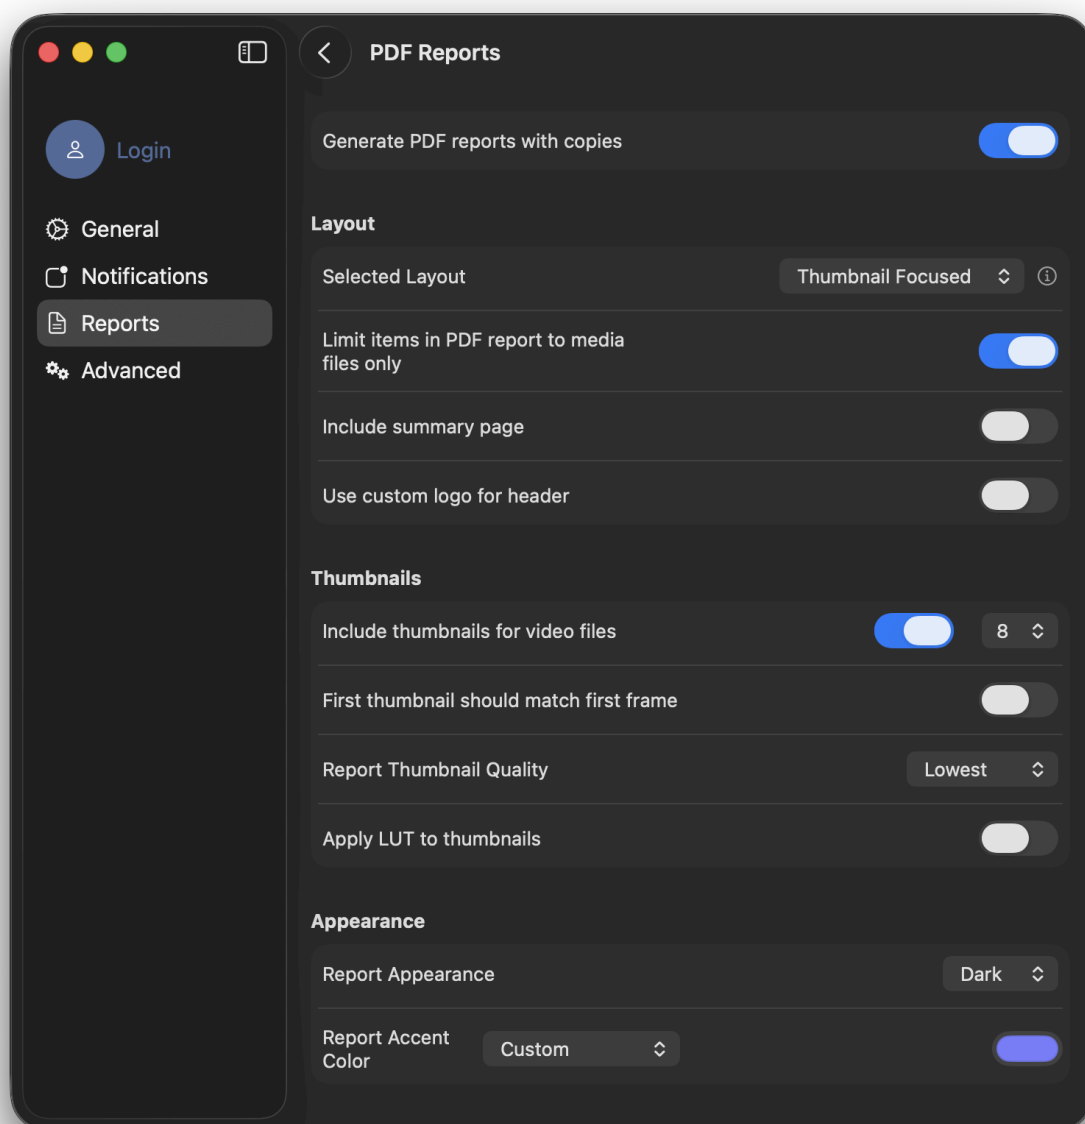 PDF Reports
Login
General
Notifications
Reports
Advanced
Generate PDF reports with copies
Layout
Selected Layout
Thumbnail Focused
Limit items in PDF report to media
files only
Include summary page
Use custom logo for header
Thumbnails
Include thumbnails for video files
8
First thumbnail should match first frame
Report Thumbnail Quality
Lowest
Apply LUT to thumbnails
Appearance
Report Appearance
Dark
Report Accent
Color
Custom